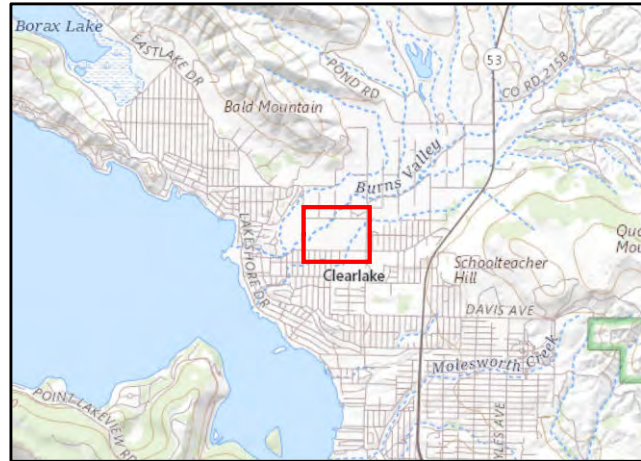 Borax Lake
EASTLAKE DR
Bald Mountain
POND RD
53
CO RD 215B
Burns Valley
LAKESHORE DR
Clearlake
Schoolteacher
Hill
DAVIS AVE
Molesworth Creek
POINT LAKEVIEW RD